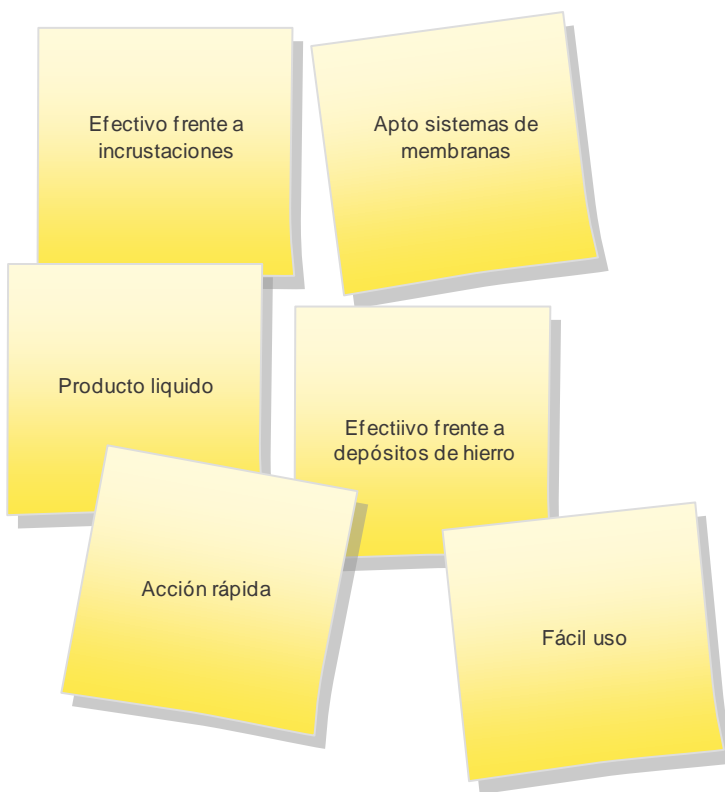 Efectivo frente a
incrustaciones
Apto sistemas de
membranas
Producto liquido
Efectiivo frente a
depósitos de hierro
Acción rápida
Fácil uso